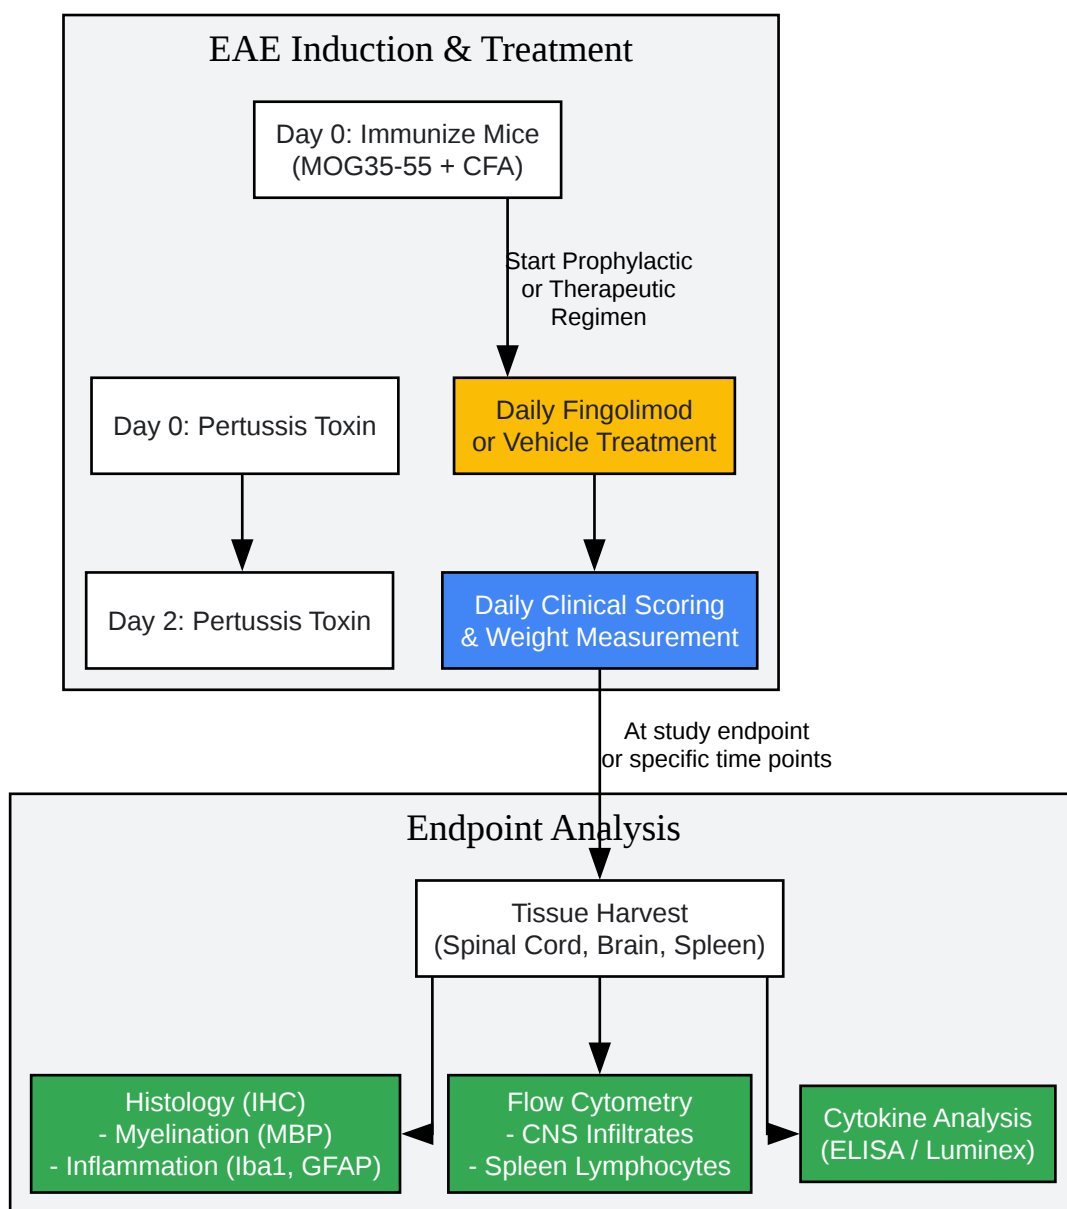 EAE Induction & Treatment
Day 0: Immunize Mice
(MOG35-55 + CFA)
Start Prophylactic
or Therapeutic
Regimen
Day 0: Pertussis Toxin
Daily Fingolimod
or Vehicle Treatment
Day 2: Pertussis Toxin
Daily Clinical Scoring
& Weight Measurement
At study endpoint
or specific time points
Endpoint Analysis
Tissue Harvest
(Spinal Cord, Brain, Spleen)
Histology (IHC)
- Myelination (MBP)
- Inflammation (Iba1, GFAP)
Flow Cytometry
- CNS Infiltrates
- Spleen Lymphocytes
Cytokine Analysis
(ELISA / Luminex)